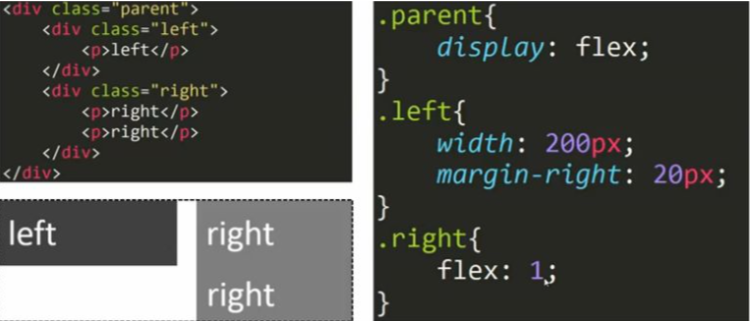 <div class="parent">
    <div class="left">
        <p>left</p>
    </div>
    <div class="right">
        <p>right</p>
        <p>right</p>
    </div>
</div>
left
right
right
.parent{
    display: flex;
}
.left{
    width: 200px;
    margin-right: 20px;
}
.right{
    flex: 1;
}